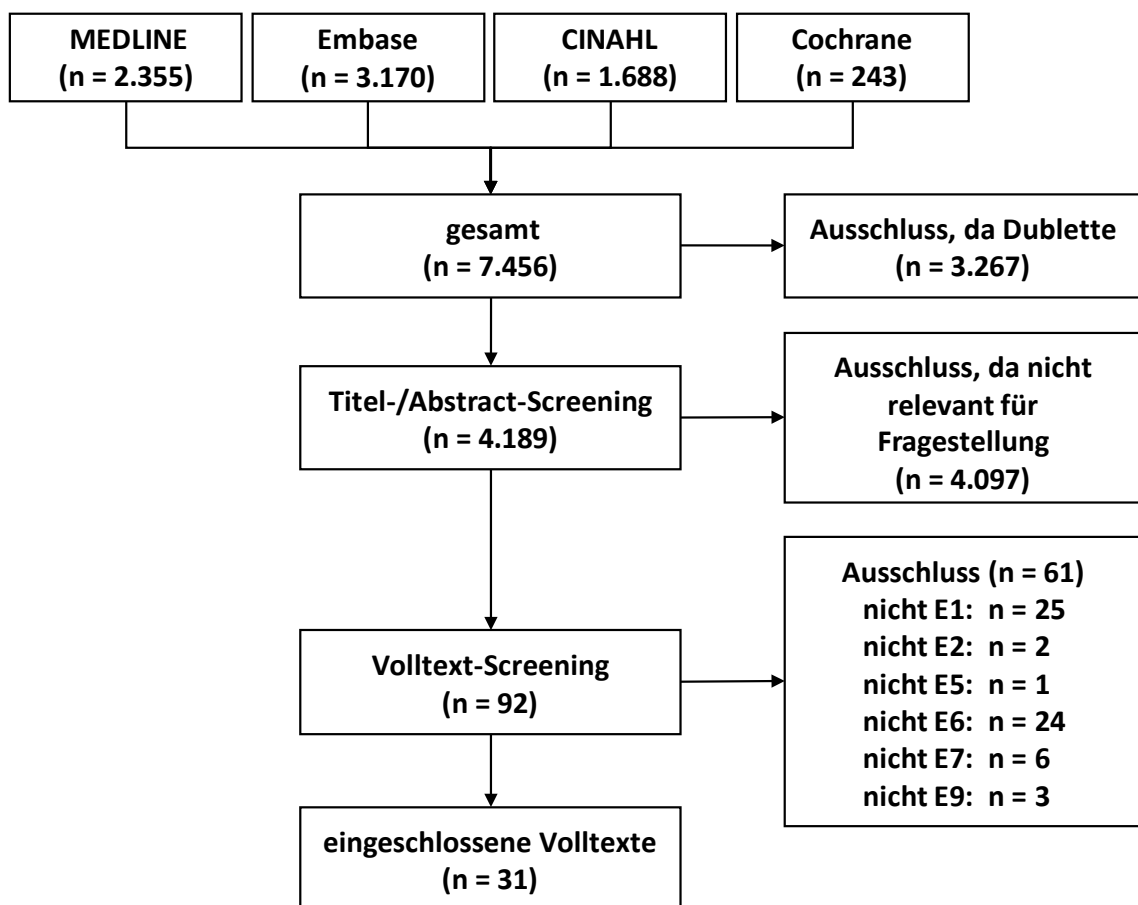 MEDLINE
(n = 2.355)
Embase
(n = 3.170)
CINAHL
(n = 1.688)
Cochrane
(n = 243)
gesamt
(n = 7.456)
Ausschluss, da Dublette
(n = 3.267)
Titel-/Abstract-Screening
(n = 4.189)
Ausschluss, da nicht
relevant für
Fragestellung
(n = 4.097)
Volltext-Screening
(n = 92)
Ausschluss (n = 61)
nicht E1: n = 25
nicht E2: n = 2
nicht E5: n = 1
nicht E6: n = 24
nicht E7: n = 6
nicht E9: n = 3
eingeschlossene Volltexte
(n = 31)